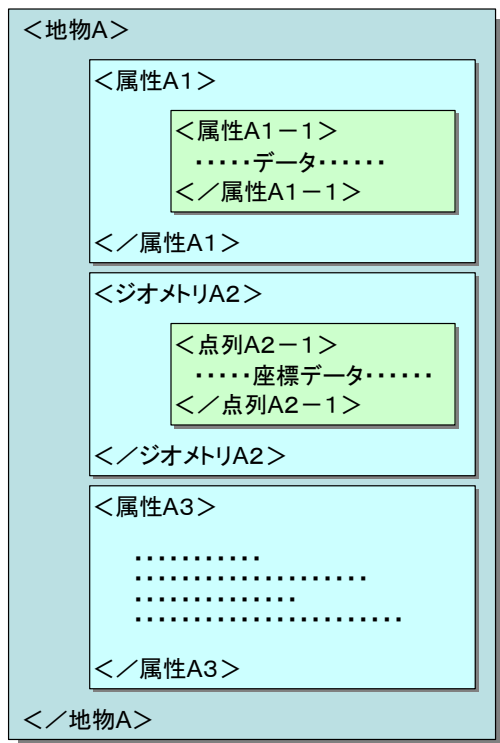 ＜地物A＞
＜属性A1＞
＜属性A１－１＞
・・・・・データ・・・・・・
＜／属性A１－１＞
＜／属性A１＞
＜ジオメトリA２＞
＜点列A２－１＞
・・・・・座標データ・・・・・・
＜／点列A２－１＞
＜／ジオメトリA２＞
＜属性A３＞
・・・・・・・・・・・
・・・・・・・・・・・・・・・・・・・・
・・・・・・・・・・・・・・
・・・・・・・・・・・・・・・・・・・・・・・
＜／属性A３＞
＜／地物A＞